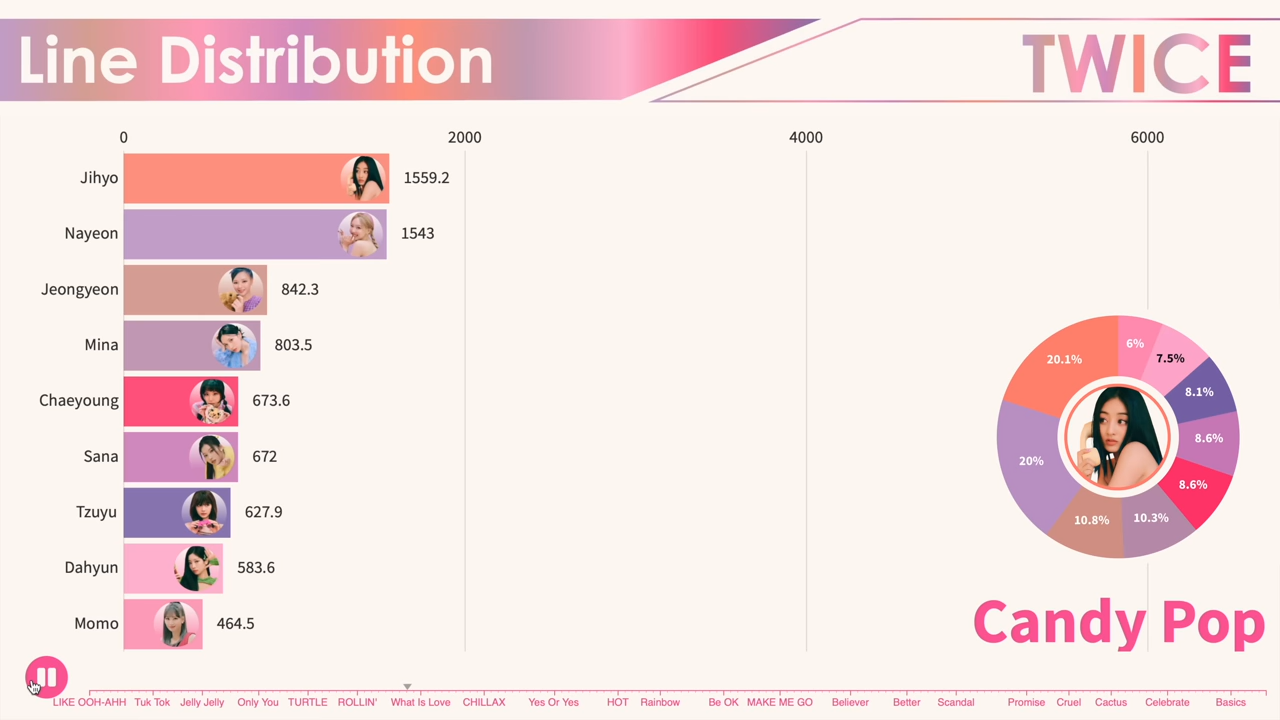 Line Distribution
TWICE
0 2000 4000 6000
Jihyo 1559.2
Nayeon 1543
Jeongyeon 842.3
Mina 803.5
Chaeyoung 673.6
Sana 672
Tzuyu 627.9
Dahyun 583.6
Momo 464.5
6%
7.5%
8.1%
8.6%
8.6%
10.3%
10.8%
20%
20.1%
Candy Pop
LIKE OOH-AHH Tuk Tok Jelly Jelly Only You TURTLE ROLLIN' What Is Love CHILLAX Yes Or Yes HOT Rainbow Be OK MAKE ME GO Believer Better Scandal Promise Cruel Cactus Celebrate Basics